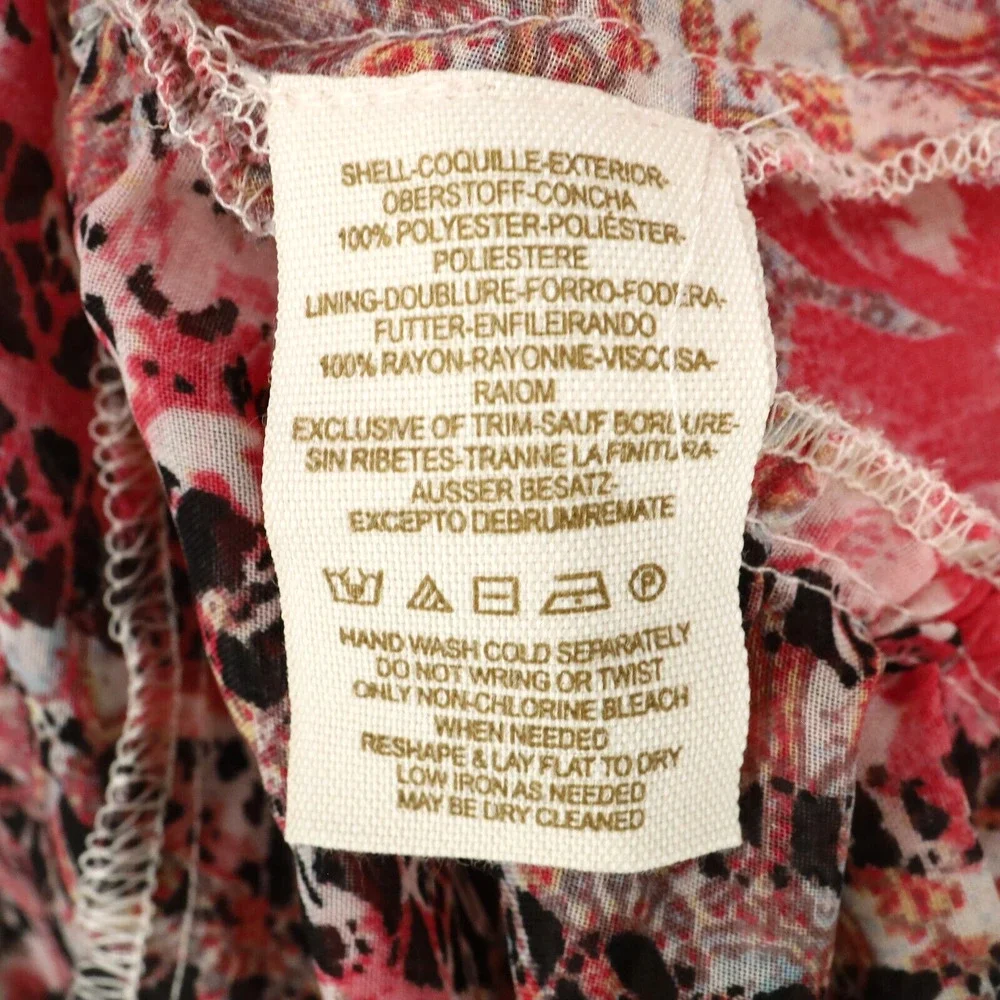 SHELL-COQUILLE-EXTERIOR-
OBERSTOFF-CONCHA
100% POLYESTER-POLIÉSTER-
POLIESTERE
LINING-DOUBLURE-FORRO-FODERA-
FUTTER-ENFILEIRANDO
100% RAYON-RAYONNE-VISCOSA-
RAIOM
EXCLUSIVE OF TRIM-SAUF BORDURE-
SIN RIBETES-TRANNE LA FINITURA-
AUSSER BESATZ-
EXCEPTO DEBRUM/REMATE
P
HAND WASH COLD SEPARATELY
DO NOT WRING OR TWIST
ONLY NON-CHLORINE BLEACH
WHEN NEEDED
RESHAPE & LAY FLAT TO DRY
LOW IRON AS NEEDED
MAY BE DRY CLEANED